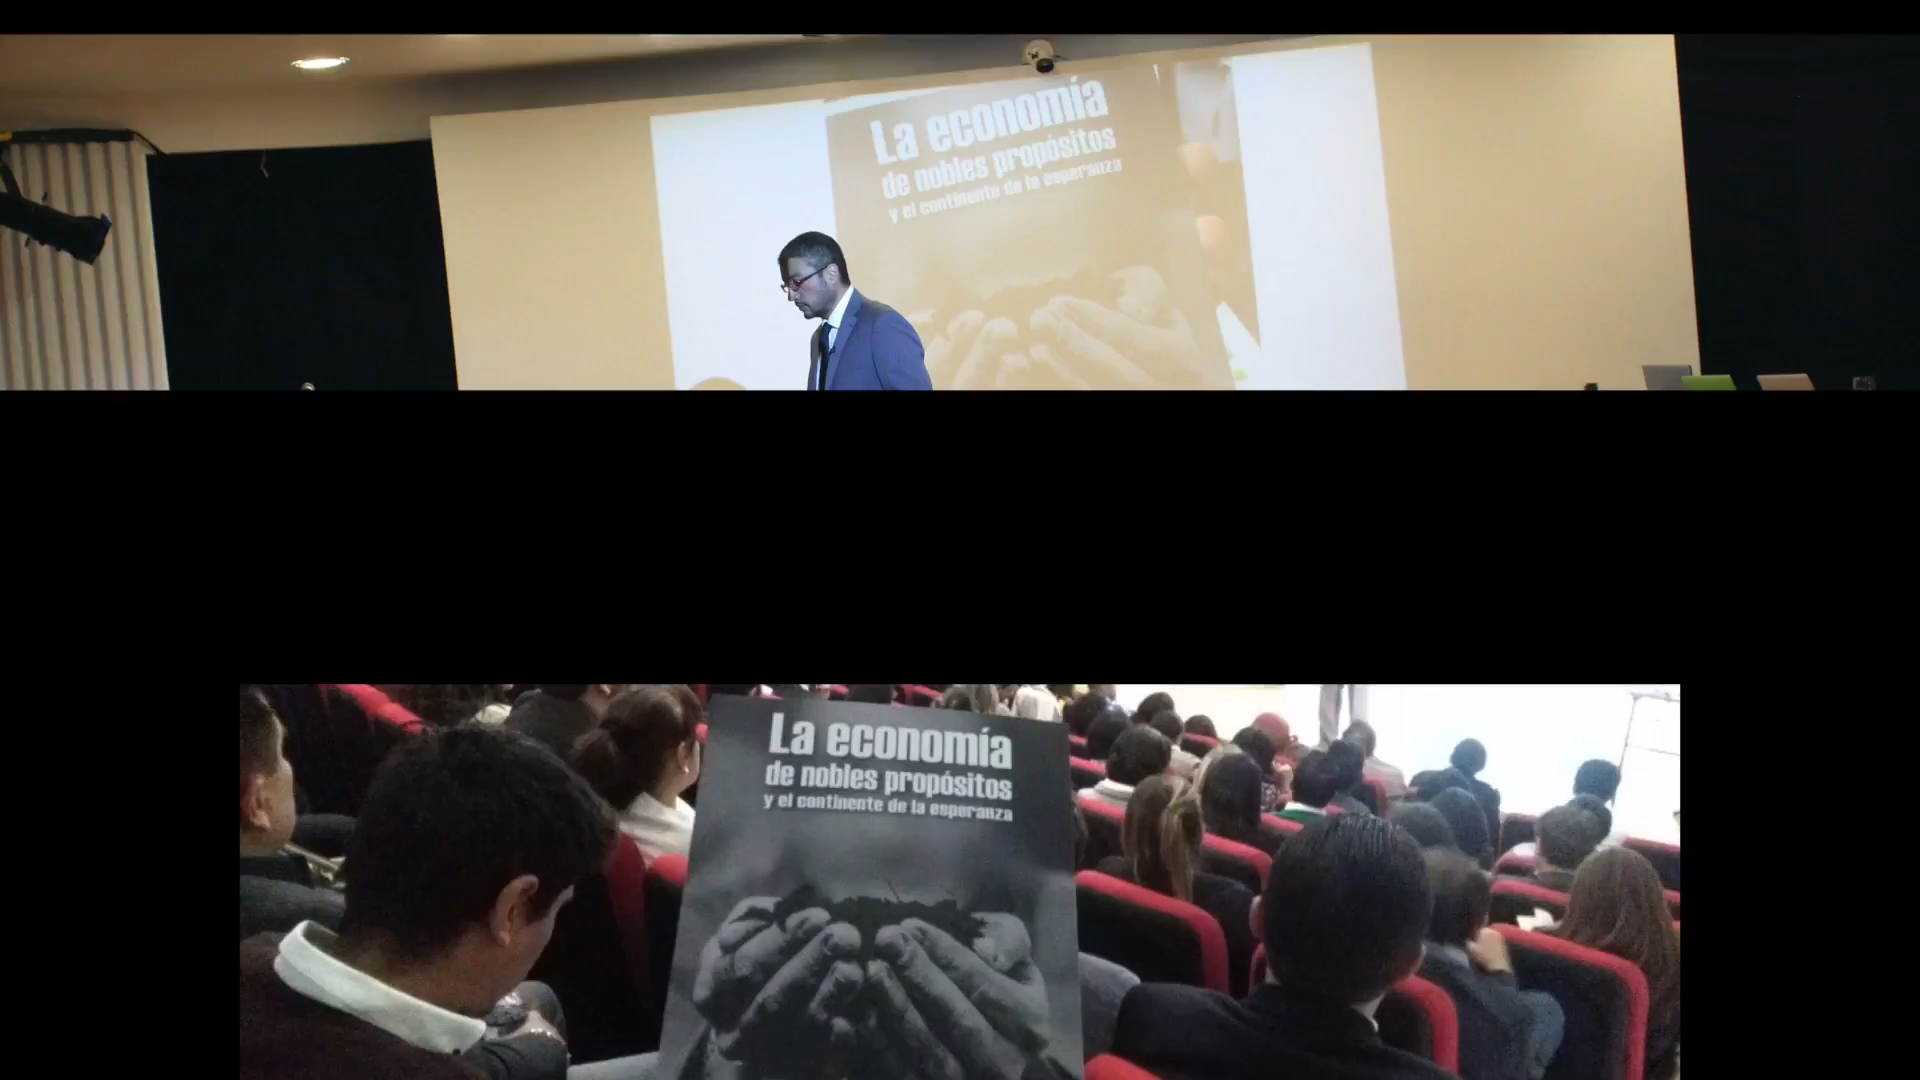 La economía
de nobles propósitos
y el continente de la esperanza
La economía
de nobles propósitos
y el continente de la esperanza